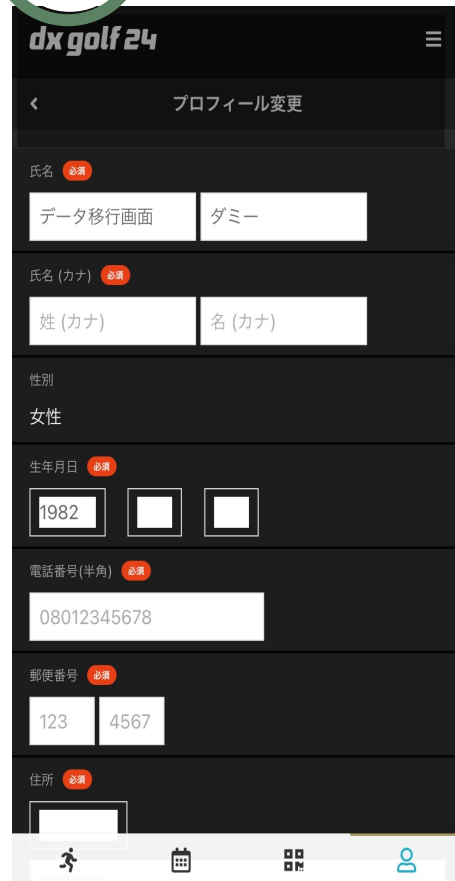 dx golf 24
プロフィール変更
氏名 必須
データ移行画面 ダミー
氏名 (カナ) 必須
姓 (カナ) 名 (カナ)
性別
女性
生年月日 必須
1982
電話番号(半角) 必須
08012345678
郵便番号 必須
123 4567
住所 必須